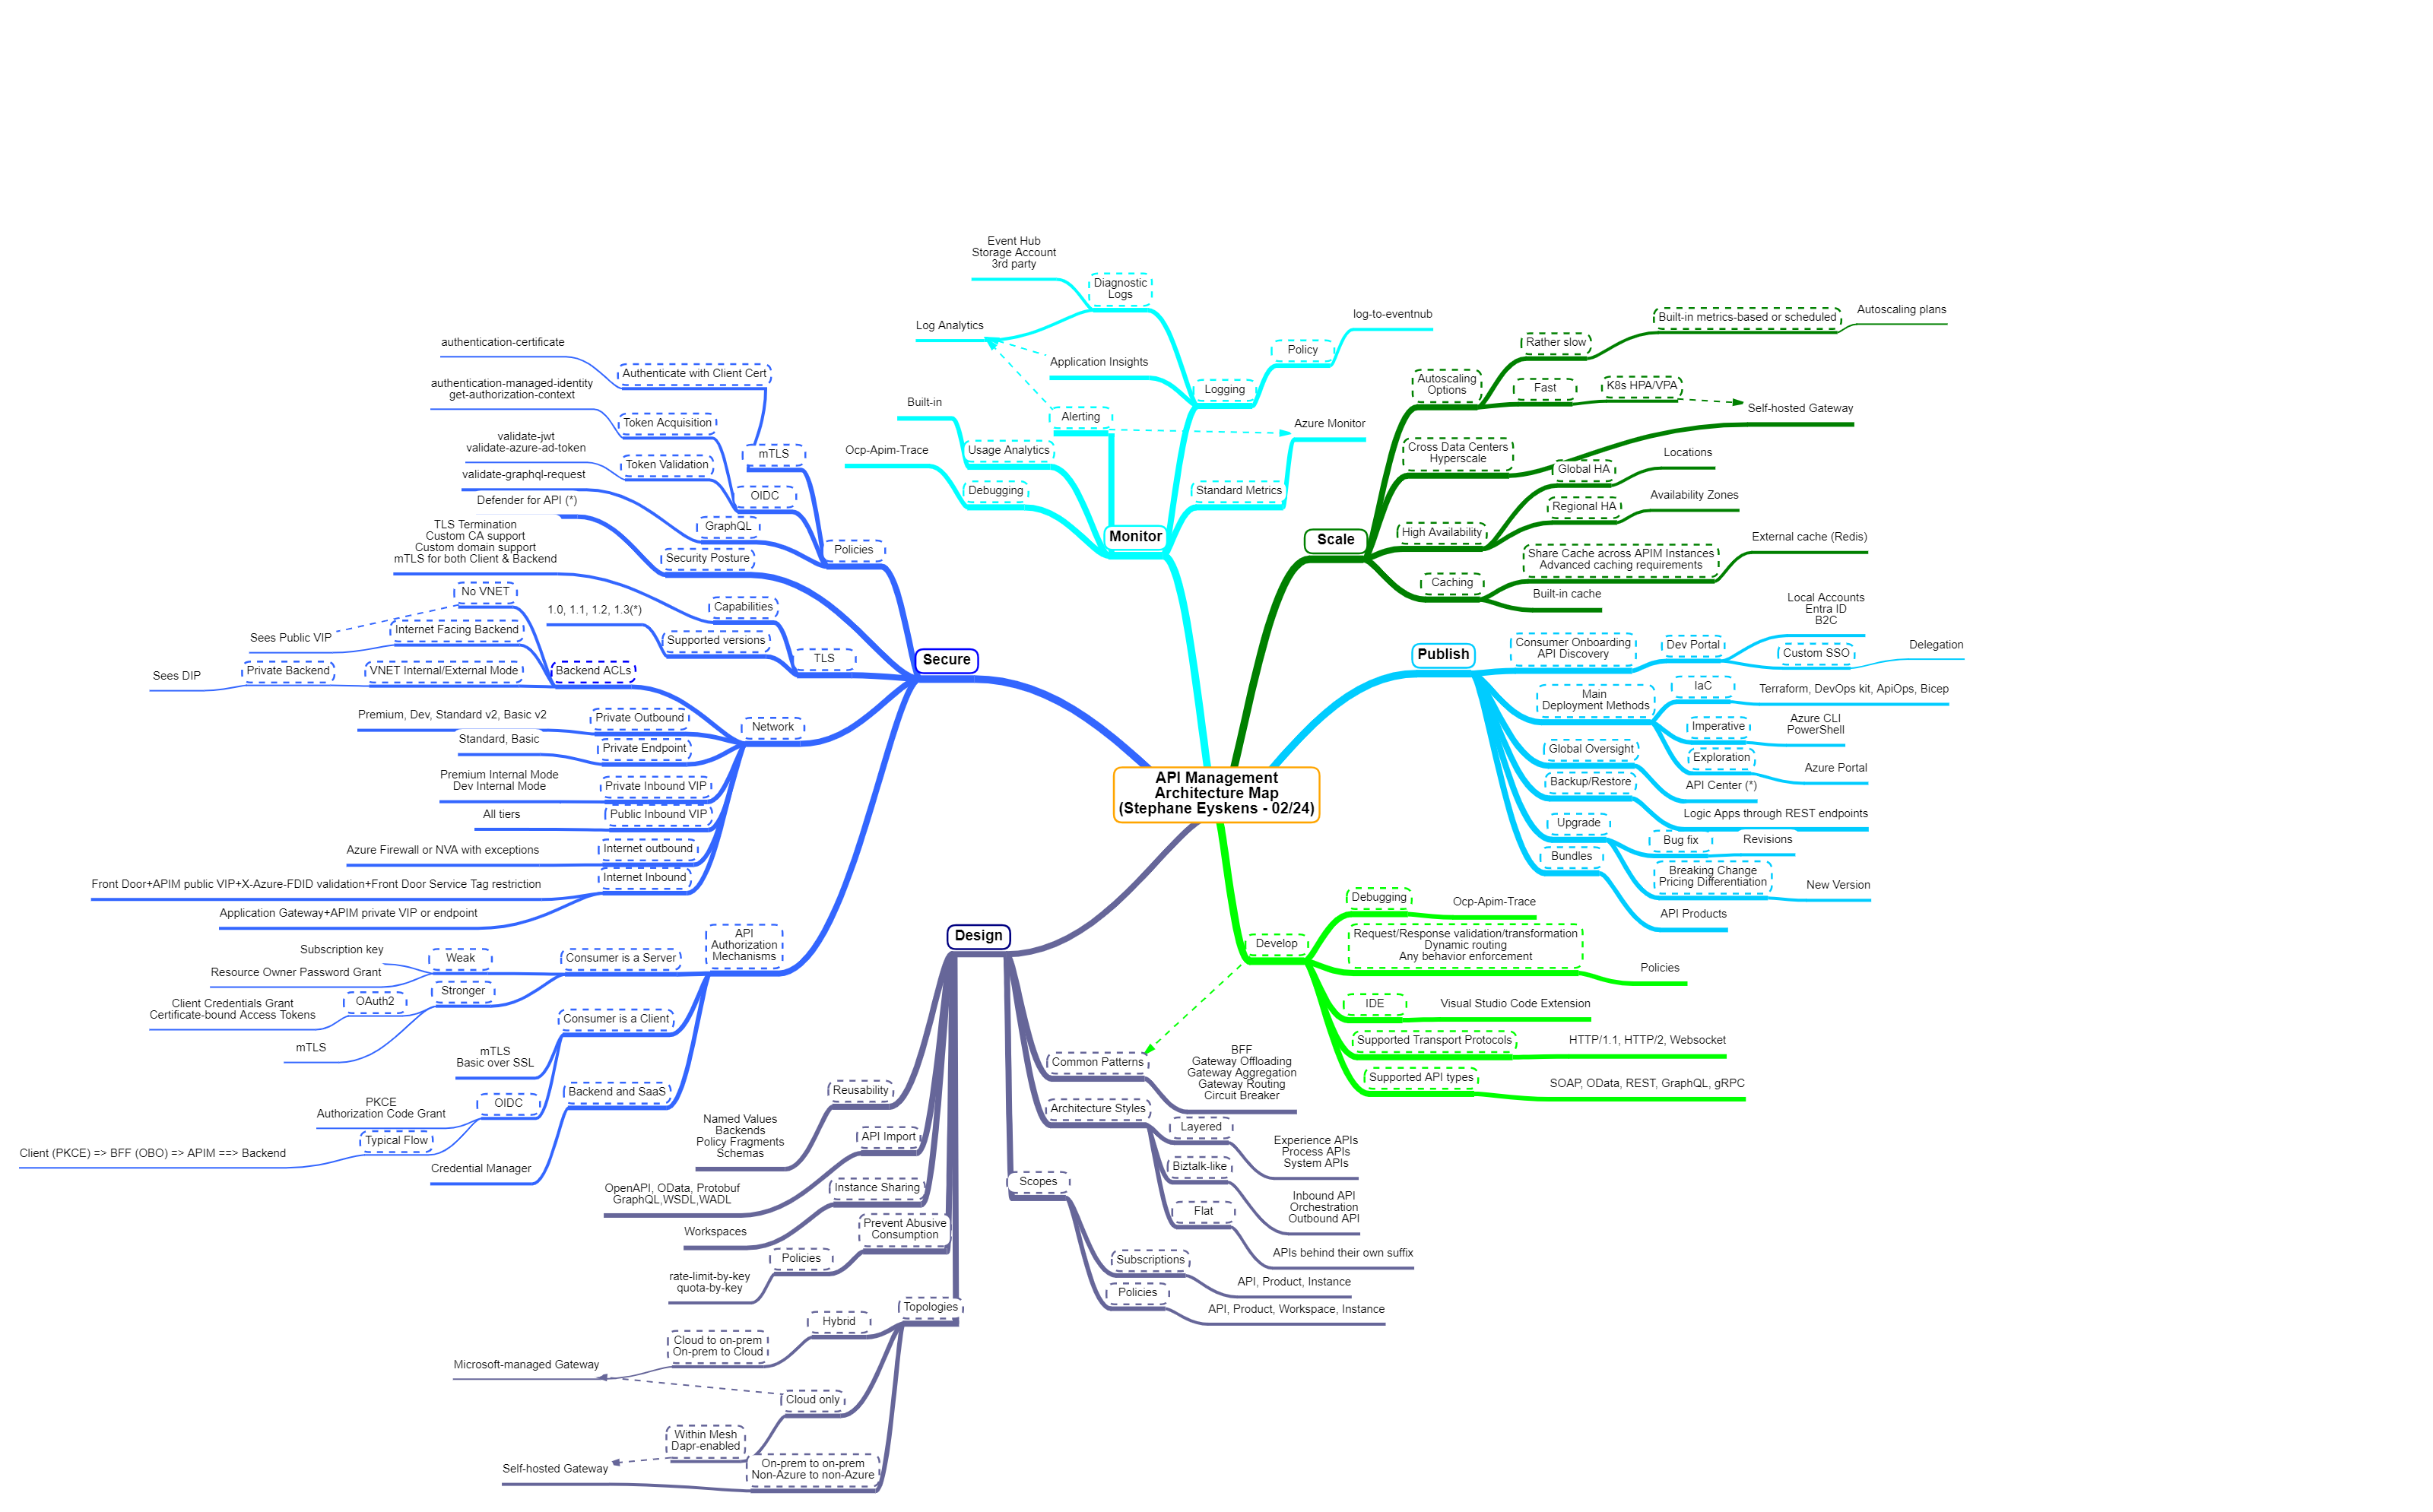 API Management
Architecture Map
(Stephane Eyskens - 02/24)
Monitor
Logging
Diagnostic
Logs
Event Hub
Storage Account
3rd party
Log Analytics
Application Insights
Policy
log-to-eventnub
Alerting
Azure Monitor
Standard Metrics
Usage Analytics
Built-in
Debugging
Ocp-Apim-Trace
Scale
Autoscaling
Options
Rather slow
Built-in metrics-based or scheduled
Autoscaling plans
Fast
K8s HPA/VPA
Self-hosted Gateway
Cross Data Centers
Hyperscale
High Availability
Global HA
Locations
Regional HA
Availability Zones
Caching
Share Cache across APIM Instances
Advanced caching requirements
External cache (Redis)
Built-in cache
Publish
Consumer Onboarding
API Discovery
Dev Portal
Local Accounts
Entra ID
B2C
Custom SSO
Delegation
Main
Deployment Methods
IaC
Terraform, DevOps kit, ApiOps, Bicep
Imperative
Azure CLI
PowerShell
Exploration
Azure Portal
Global Oversight
API Center (*)
Backup/Restore
Logic Apps through REST endpoints
Upgrade
Bug fix
Revisions
Breaking Change
Pricing Differentiation
New Version
Bundles
API Products
Develop
Debugging
Ocp-Apim-Trace
Request/Response validation/transformation
Dynamic routing
Any behavior enforcement
Policies
IDE
Visual Studio Code Extension
Supported Transport Protocols
HTTP/1.1, HTTP/2, Websocket
Supported API types
SOAP, OData, REST, GraphQL, gRPC
Design
Common Patterns
BFF
Gateway Offloading
Gateway Aggregation
Gateway Routing
Circuit Breaker
Architecture Styles
Layered
Experience APIs
Process APIs
System APIs
Biztalk-like
Inbound API
Orchestration
Outbound API
Flat
APIs behind their own suffix
Scopes
Subscriptions
API, Product, Instance
Policies
API, Product, Workspace, Instance
Reusability
Named Values
Backends
Policy Fragments
Schemas
API Import
OpenAPI, OData, Protobuf
GraphQL,WSDL,WADL
Instance Sharing
Workspaces
Prevent Abusive
Consumption
Policies
rate-limit-by-key
quota-by-key
Topologies
Hybrid
Cloud to on-prem
On-prem to Cloud
Microsoft-managed Gateway
Cloud only
Within Mesh
Dapr-enabled
Self-hosted Gateway
On-prem to on-prem
Non-Azure to non-Azure
Secure
Policies
mTLS
Authenticate with Client Cert
authentication-certificate
OIDC
Token Acquisition
authentication-managed-identity
get-authorization-context
Token Validation
validate-jwt
validate-azure-ad-token
GraphQL
validate-graphql-request
Security Posture
Defender for API (*)
TLS
Capabilities
TLS Termination
Custom CA support
Custom domain support
mTLS for both Client & Backend
Supported versions
1.0, 1.1, 1.2, 1.3(*)
Network
Backend ACLs
No VNET
Internet Facing Backend
Sees Public VIP
VNET Internal/External Mode
Private Backend
Sees DIP
Private Outbound
Premium, Dev, Standard v2, Basic v2
Private Endpoint
Standard, Basic
Private Inbound VIP
Premium Internal Mode
Dev Internal Mode
Public Inbound VIP
All tiers
Internet outbound
Azure Firewall or NVA with exceptions
Internet Inbound
Front Door+APIM public VIP+X-Azure-FDID validation+Front Door Service Tag restriction
Application Gateway+APIM private VIP or endpoint
API
Authorization
Mechanisms
Consumer is a Server
Weak
Subscription key
Resource Owner Password Grant
Stronger
OAuth2
Client Credentials Grant
Certificate-bound Access Tokens
mTLS
Consumer is a Client
mTLS
Basic over SSL
OIDC
PKCE
Authorization Code Grant
Typical Flow
Client (PKCE) => BFF (OBO) => APIM ==> Backend
Backend and SaaS
Credential Manager